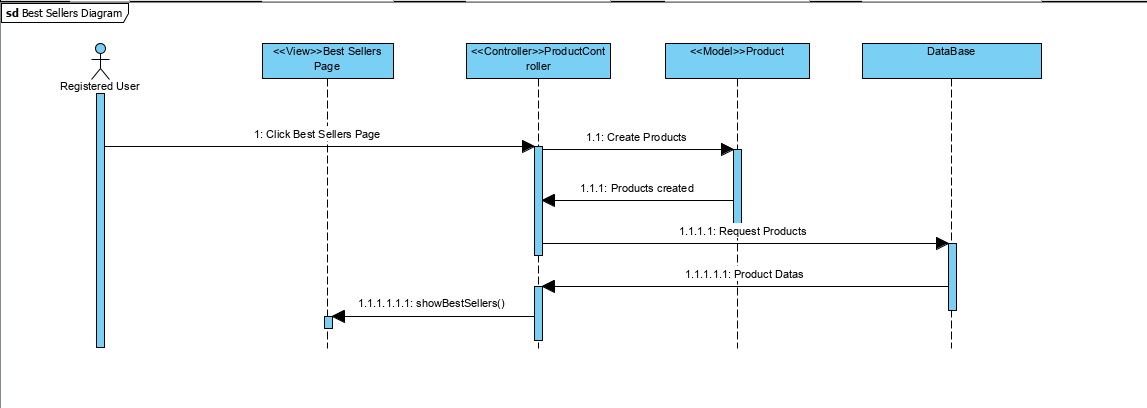 sd Best Sellers Diagram
Registered User
<<View>>Best Sellers
Page
<<Controller>>ProductCont
roller
<<Model>>Product
DataBase
1: Click Best Sellers Page
1.1: Create Products
1.1.1: Products created
1.1.1.1: Request Products
1.1.1.1.1: Product Datas
1.1.1.1.1.1: showBestSellers()